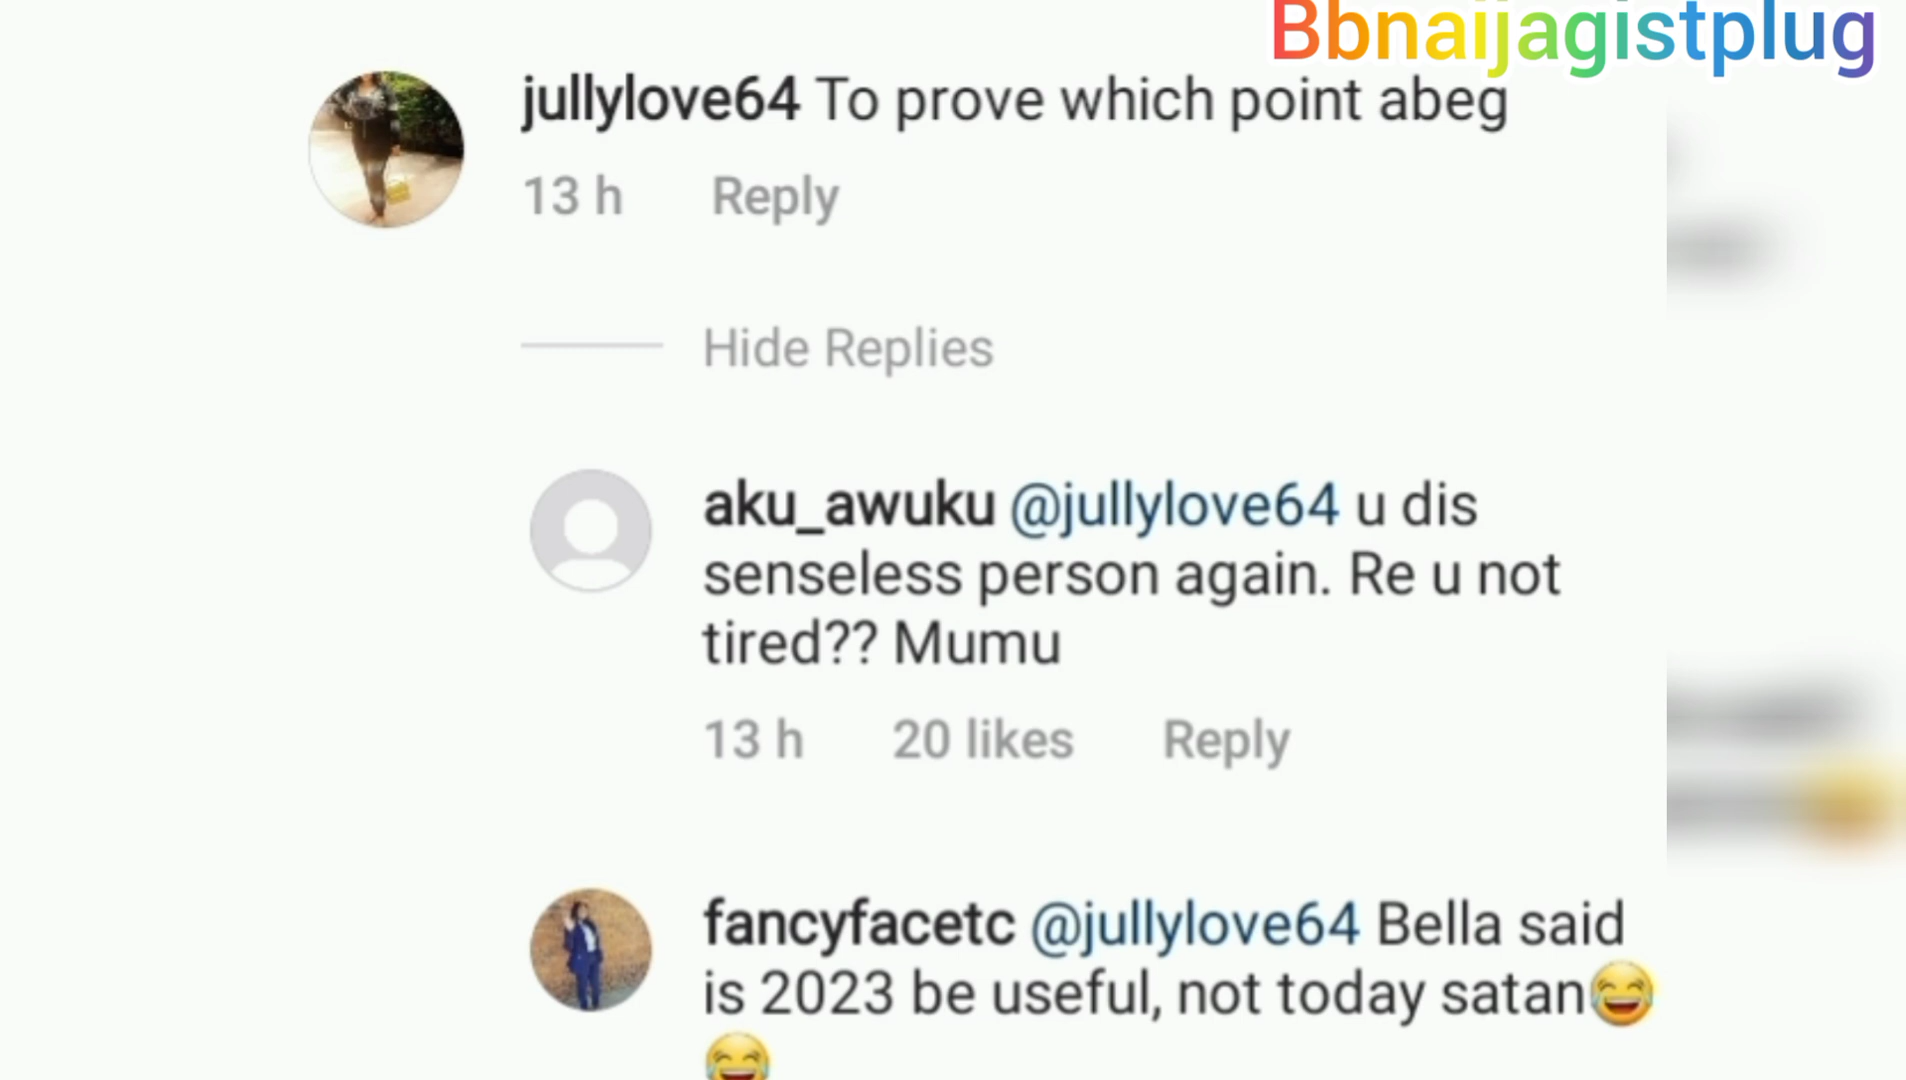 Bbnaijagistplug
jullylove64 To prove which point abeg
13 h Reply
Hide Replies
aku_awuku @jullylove64 u dis
senseless person again. Re u not
tired?? Mumu
13 h 20 likes Reply
fancyfacetc @jullylove64 Bella said
is 2023 be useful, not today satan😂
😂